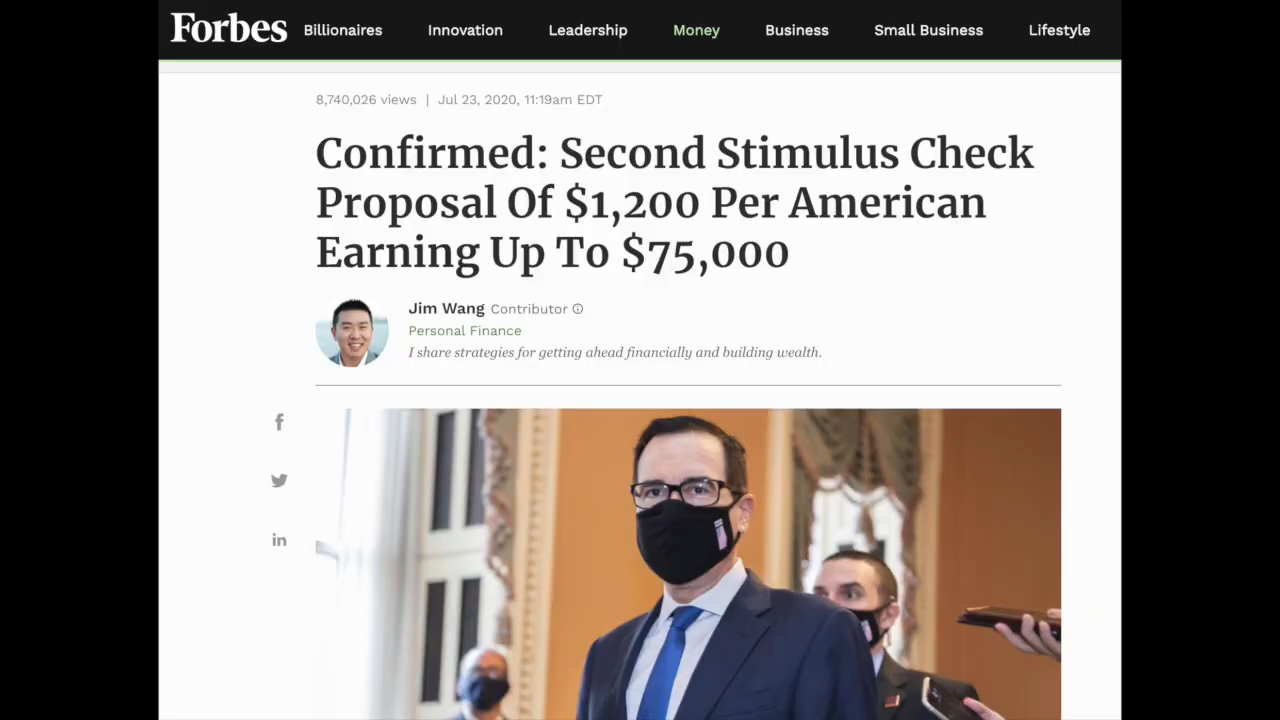 Forbes Billionaires Innovation Leadership Money Business Small Business Lifestyle
8,740,026 views | Jul 23, 2020, 11:19am EDT
Confirmed: Second Stimulus Check
Proposal Of $1,200 Per American
Earning Up To $75,000
Jim Wang Contributor
Personal Finance
I share strategies for getting ahead financially and building wealth.
f
in